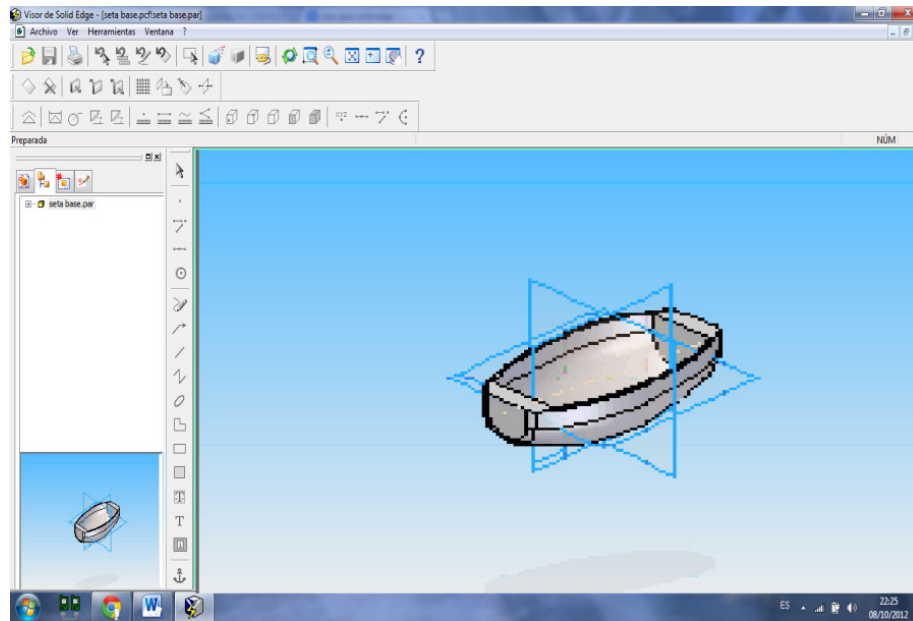 Visor de Solid Edge - [seta base.pcf!seta base.par]
Archivo Ver Herramientas Ventana ?
Preparada
NÚM
seta base.par
T
T
ES
22:25
08/10/2012